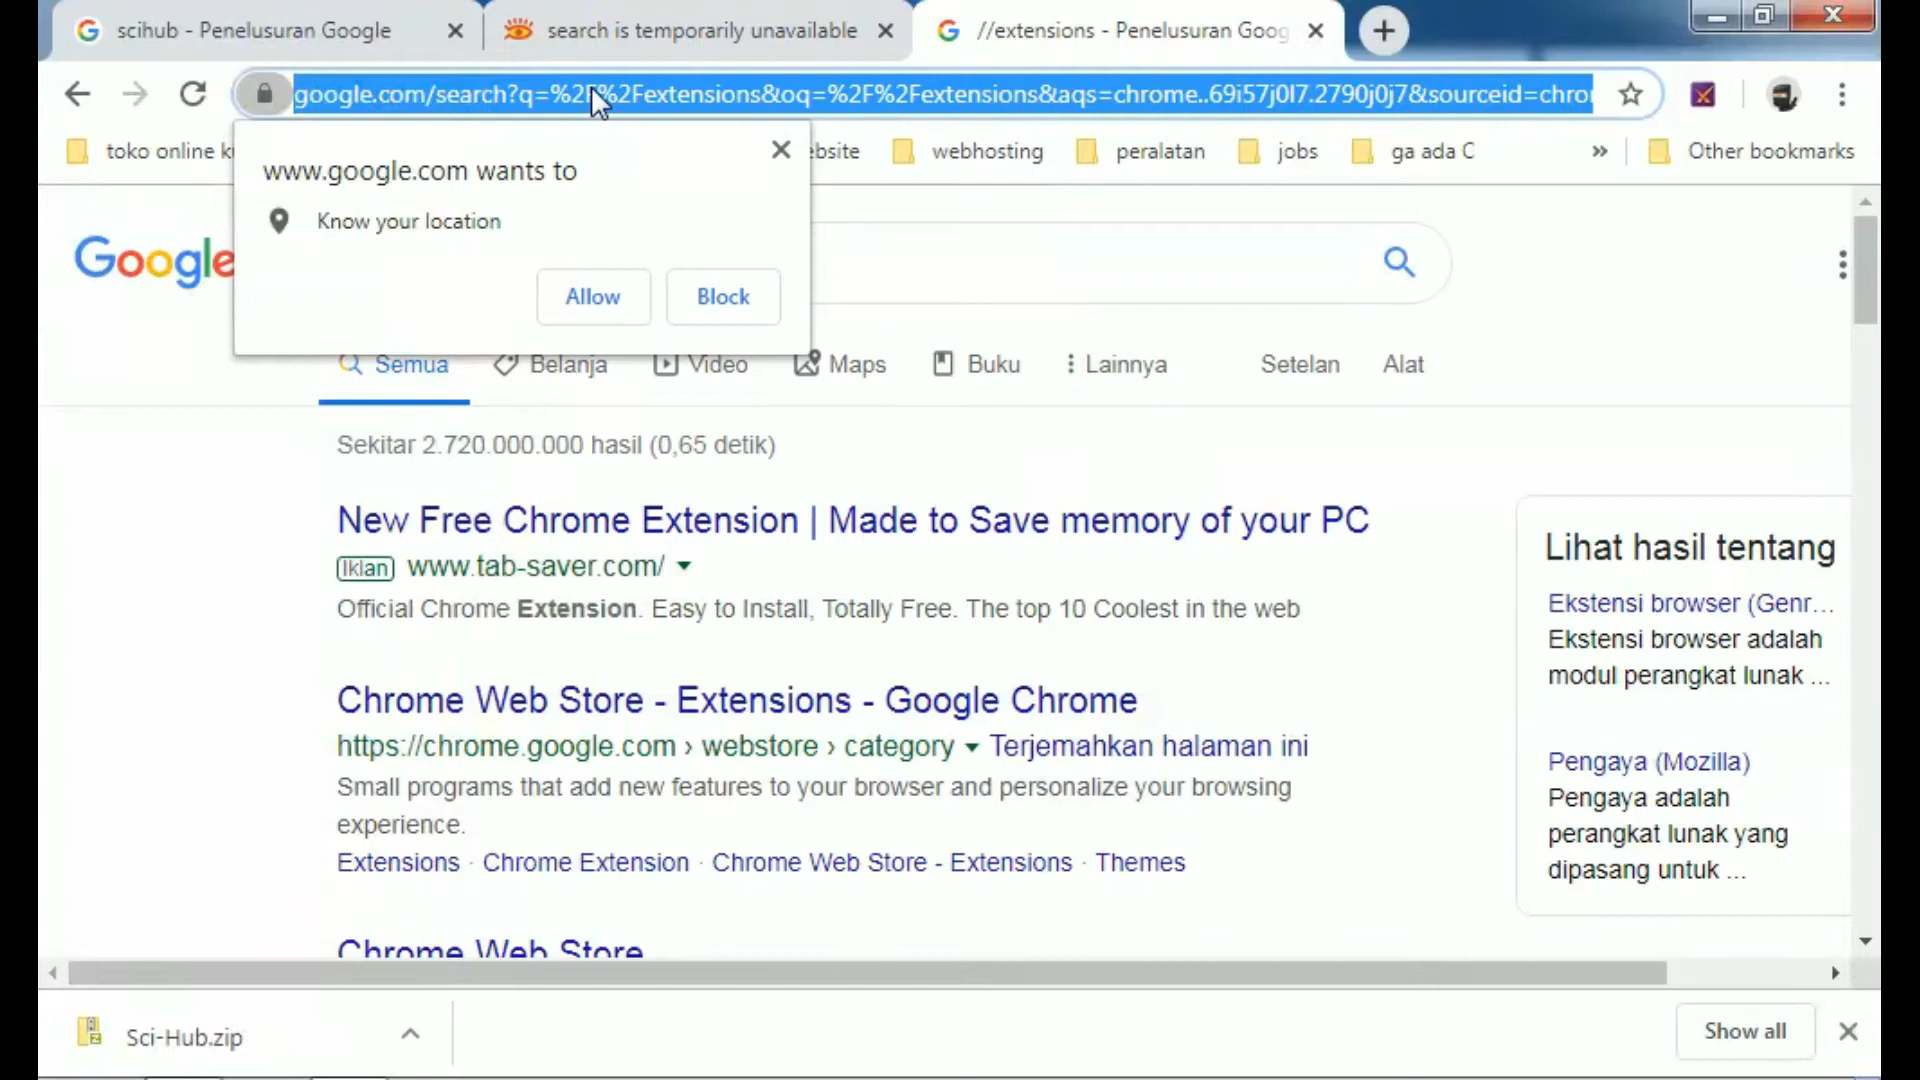 scihub - Penelusuran Google
search is temporarily unavailable
//extensions - Penelusuran Goog
google.com/search?q=%2F%2Fextensions&oq=%2F%2Fextensions&aqs=chrome..69i57j0l7.2790j0j7&sourceid=chro
toko online
webhosting
peralatan
jobs
ga ada C
»
Other bookmarks
www.google.com wants to
Know your location
Allow
Block
Google
Semua
Belanja
Video
Maps
Buku
Lainnya
Setelan
Alat
Sekitar 2.720.000.000 hasil (0,65 detik)
New Free Chrome Extension | Made to Save memory of your PC
Iklan www.tab-saver.com/
Official Chrome Extension. Easy to Install, Totally Free. The top 10 Coolest in the web
Chrome Web Store - Extensions - Google Chrome
https://chrome.google.com › webstore › category Terjemahkan halaman ini
Small programs that add new features to your browser and personalize your browsing
experience.
Extensions · Chrome Extension · Chrome Web Store - Extensions · Themes
Chrome Web Store
Lihat hasil tentang
Ekstensi browser (Genr...
Ekstensi browser adalah
modul perangkat lunak ...
Pengaya (Mozilla)
Pengaya adalah
perangkat lunak yang
dipasang untuk ...
Sci-Hub.zip
Show all